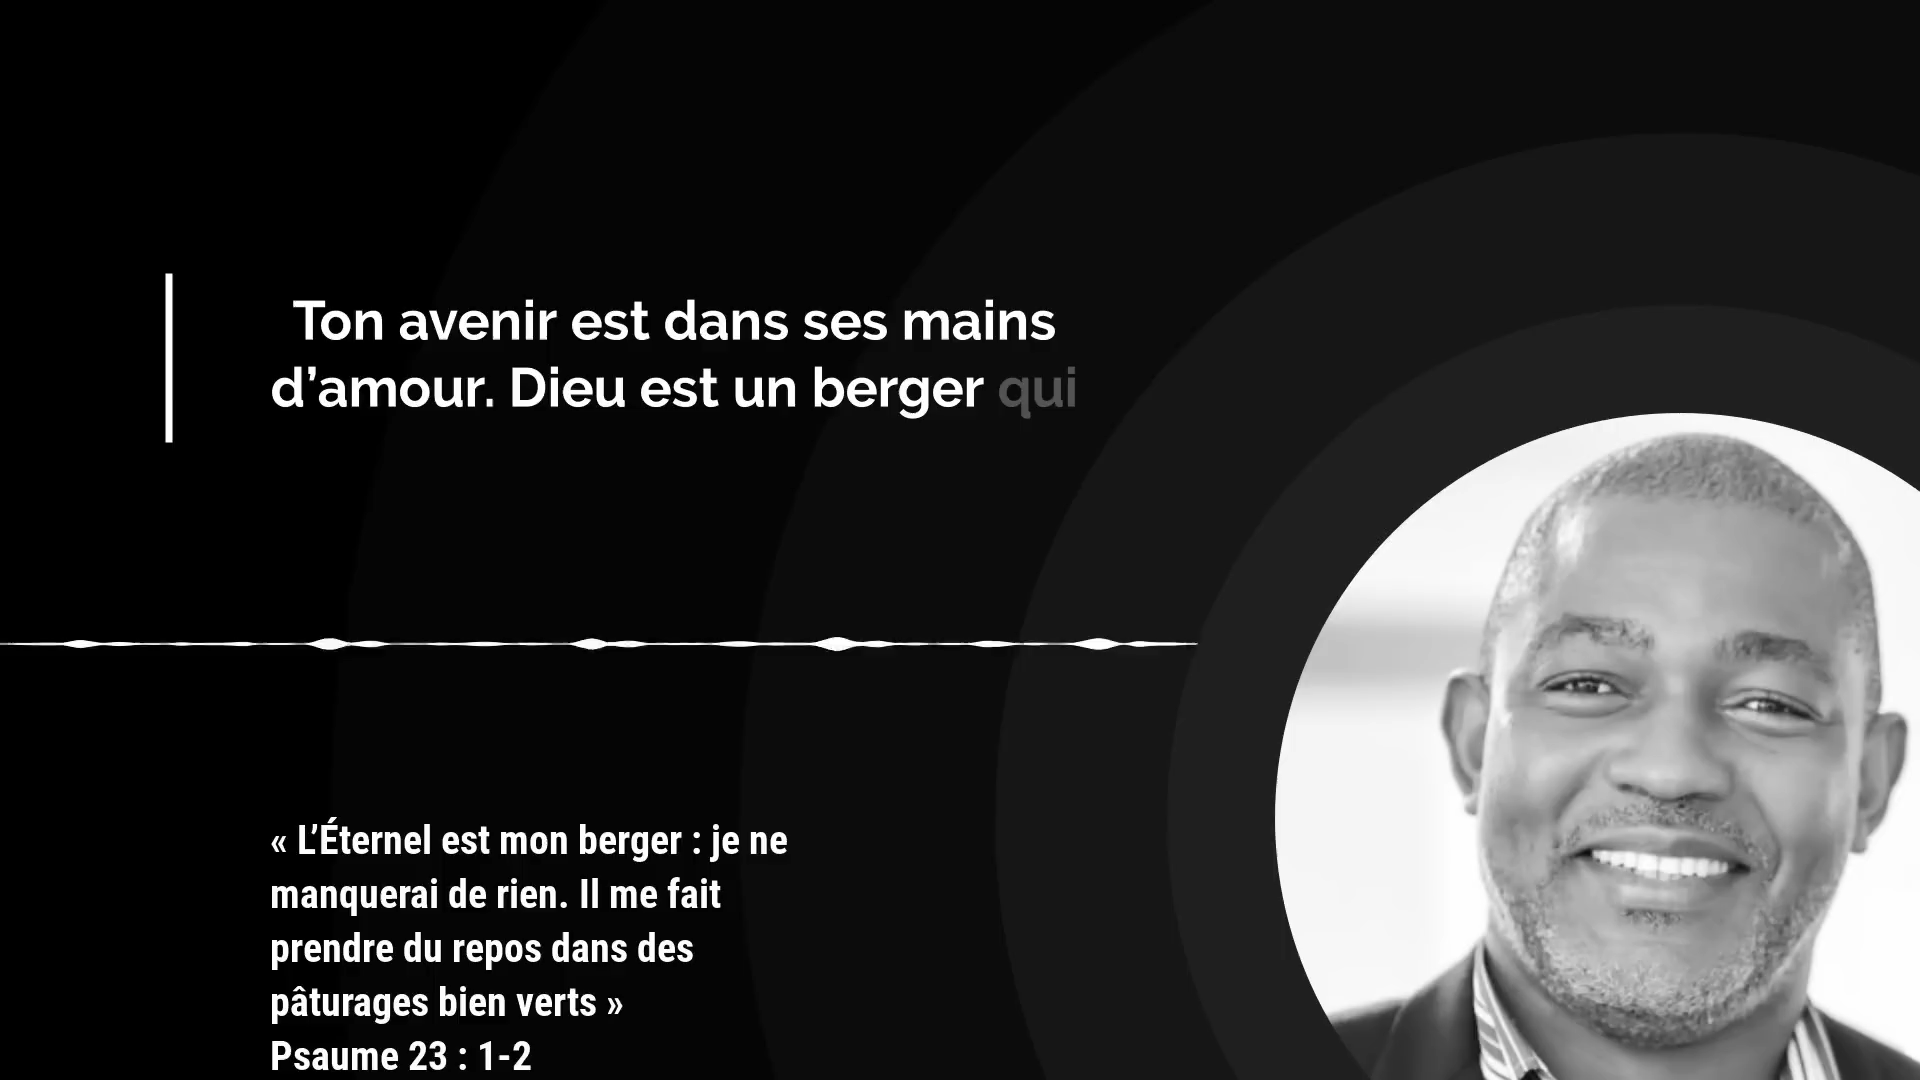 Ton avenir est dans ses mains
d’amour. Dieu est un berger qui
« L’Éternel est mon berger : je ne
manquerai de rien. Il me fait
prendre du repos dans des
pâturages bien verts »
Psaume 23 : 1-2